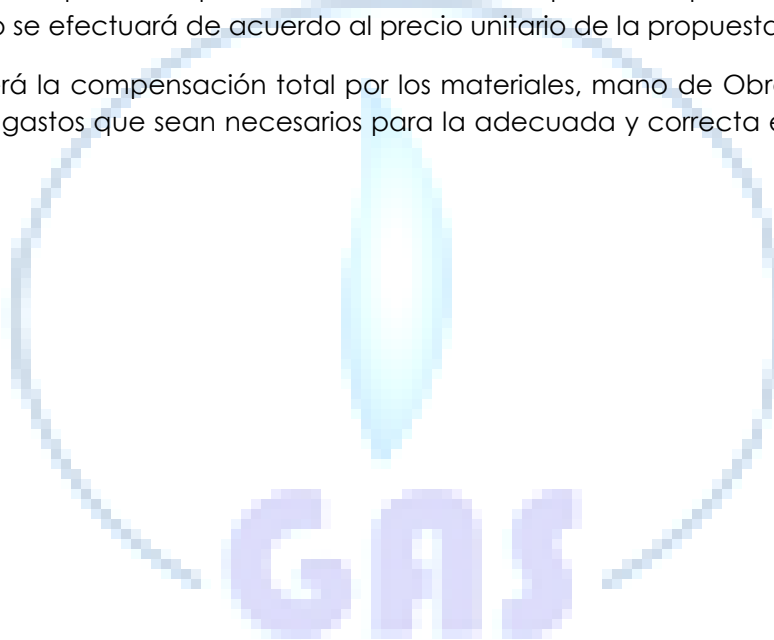 o se efectuará de acuerdo al precio unitario de la propuesta
rá la compensación total por los materiales, mano de Obr
gastos que sean necesarios para la adecuada y correcta e
GAS